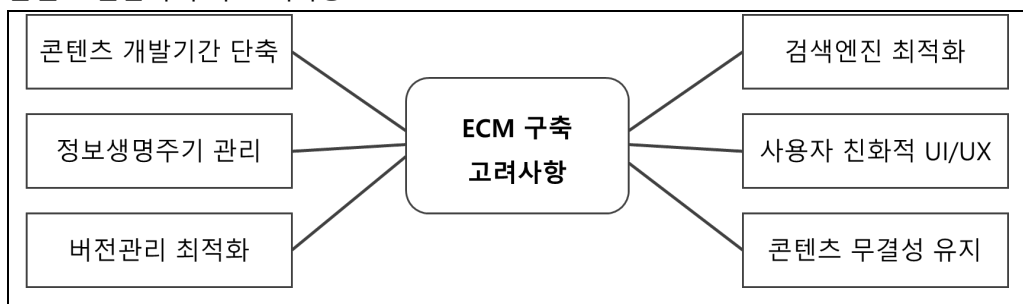 콘텐츠 개발기간 단축
정보생명주기 관리
버전관리 최적화
ECM 구축
고려사항
검색엔진 최적화
사용자 친화적 UI/UX
콘텐츠 무결성 유지